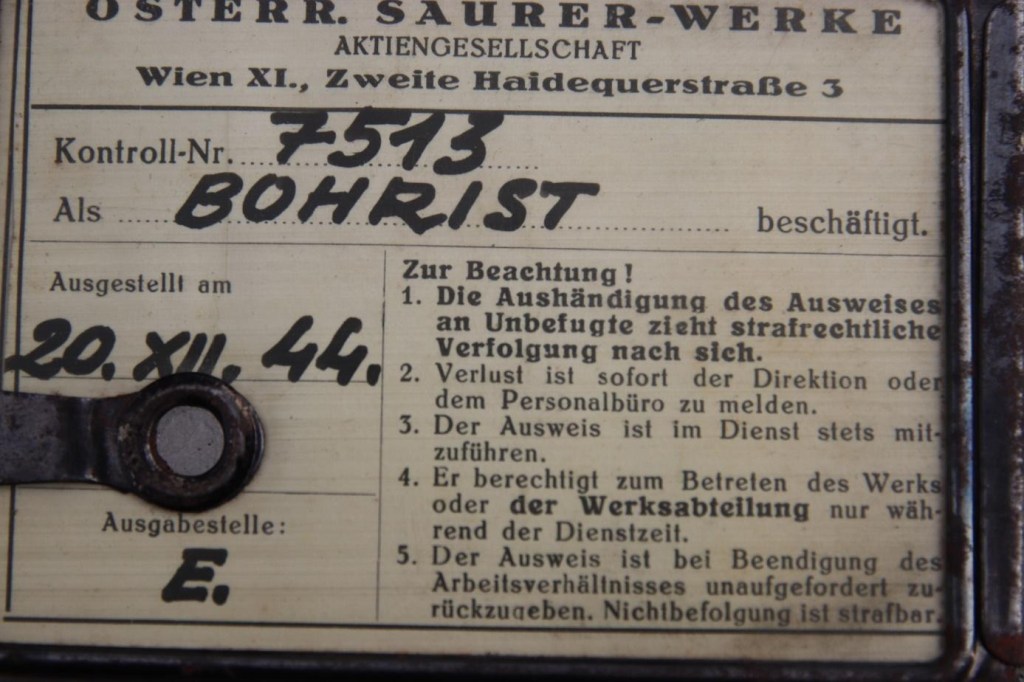 ÖSTERR. SAURER-WERKE
AKTIENGESELLSCHAFT
Wien XI., Zweite Haidequerstraße 3
Kontroll-Nr. 7513
Als BOHRIST beschäftigt.
Ausgestellt am
20. XII. 44.
Ausgabestelle:
E.
Zur Beachtung!
1. Die Aushändigung des Ausweises
an Unbefugte zieht strafrechtliche
Verfolgung nach sich.
2. Verlust ist sofort der Direktion oder
dem Personalbüro zu melden.
3. Der Ausweis ist im Dienst stets mit-
zuführen.
4. Er berechtigt zum Betreten des Werks
oder der Werksabteilung nur wäh-
rend der Dienstzeit.
5. Der Ausweis ist bei Beendigung des
Arbeitsverhältnisses unaufgefordert zu-
rückzugeben. Nichtbefolgung ist strafbar.